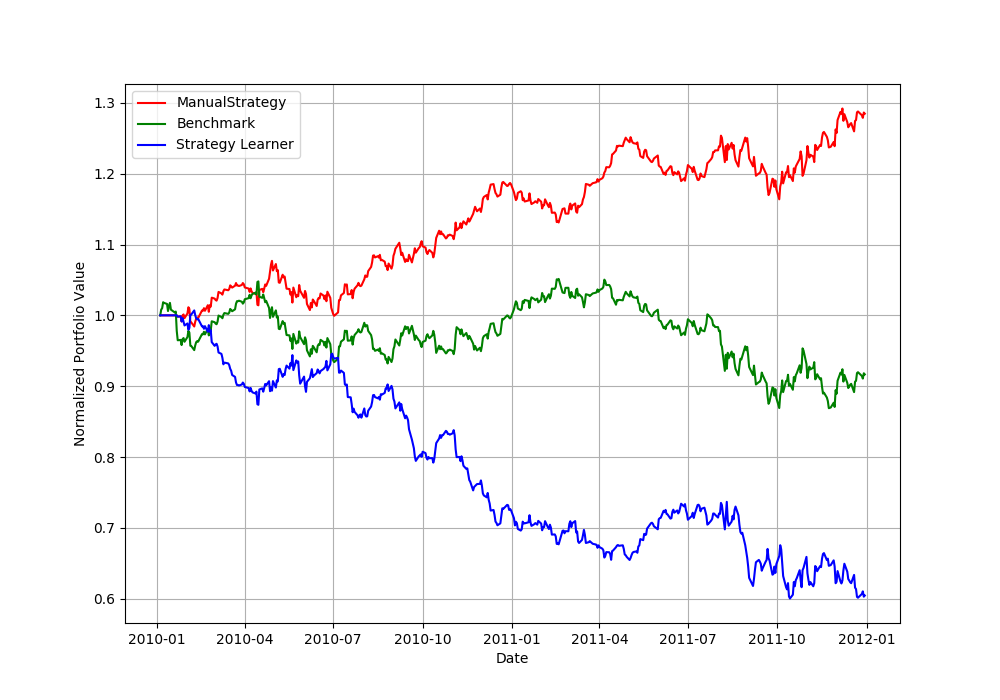 ManualStrategy
Benchmark
Strategy Learner
1.3
1.2
1.1
1.0
0.9
0.8
0.7
0.6
Normalized Portfolio Value
2010-01 2010-04 2010-07 2010-10 2011-01 2011-04 2011-07 2011-10 2012-01
Date